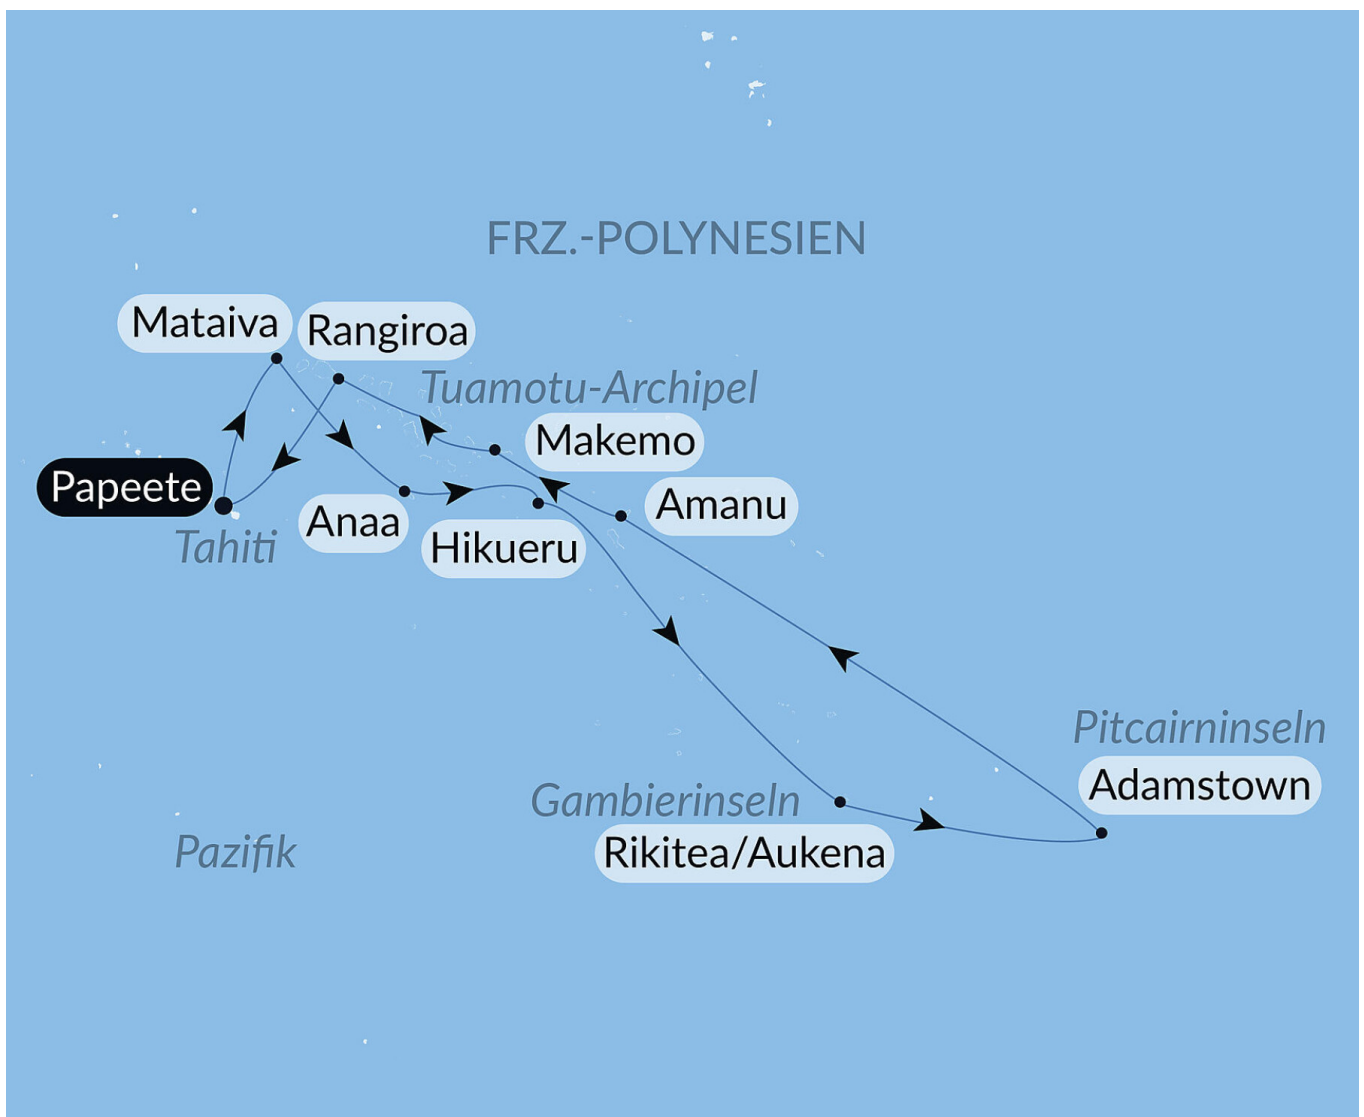 FRZ.-POLYNESIEN
Mataiva
Rangiroa
Tuamotu-Archipel
Makemo
Papeete
Amanu
Anaa
Tahiti
Hikueru
Pitcairninseln
Adamstown
Gambierinseln
Rikitea/Aukena
Pazifik